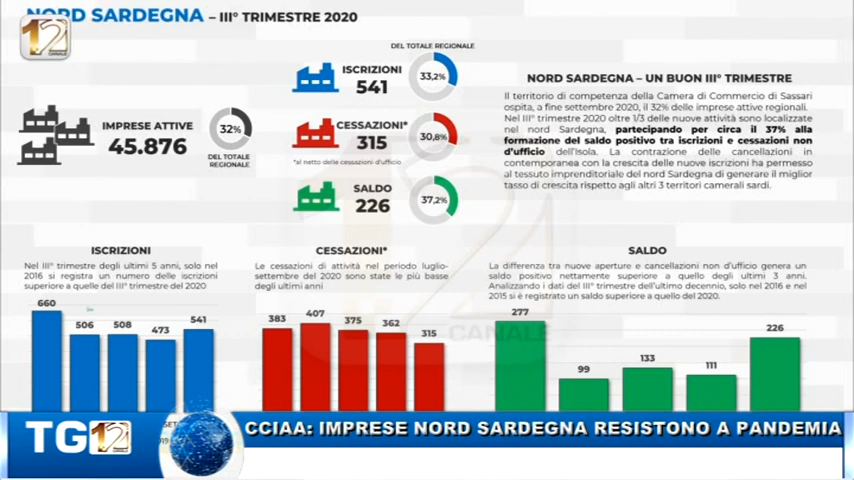 NORD SARDEGNA – IIIº TRIMESTRE 2020
12
CANALE
DEL TOTALE REGIONALE
ISCRIZIONI
541
33,2%
IMPRESE ATTIVE
45.876
32%
DEL TOTALE
REGIONALE
CESSAZIONI*
315
30,8%
*al netto delle cessazioni d'ufficio
SALDO
226
37,2%
NORD SARDEGNA – UN BUON IIIº TRIMESTRE
Il territorio di competenza della Camera di Commercio di Sassari
ospita, a fine settembre 2020, il 32% delle imprese attive regionali.
Nel IIIº trimestre 2020 oltre 1/3 delle nuove attività sono localizzate
nel nord Sardegna, partecipando per circa il 37% alla
formazione del saldo positivo tra iscrizioni e cessazioni non
d'ufficio dell'Isola. La contrazione delle cancellazioni in
contemporanea con la crescita delle nuove iscrizioni ha permesso
al tessuto imprenditoriale del nord Sardegna di generare il miglior
tasso di crescita rispetto agli altri 3 territori camerali sardi.
ISCRIZIONI
Nel IIIº trimestre degli ultimi 5 anni, solo nel
2016 si registra un numero delle iscrizioni
superiore a quelle del IIIº trimestre del 2020
660
506
508
473
541
CESSAZIONI*
Le cessazioni di attività nel periodo luglio-
settembre del 2020 sono state le più basse
degli ultimi anni
383
407
375
362
315
SALDO
La differenza tra nuove aperture e cancellazioni non d'ufficio genera un
saldo positivo nettamente superiore a quello degli ultimi 3 anni.
Analizzando i dati del IIIº trimestre dell'ultimo decennio, solo nel 2016 e nel
2015 si è registrato un saldo superiore a quello del 2020.
277
99
133
111
226
12
CANALE
TG12
CCIAA: IMPRESE NORD SARDEGNA RESISTONO A PANDEMIA